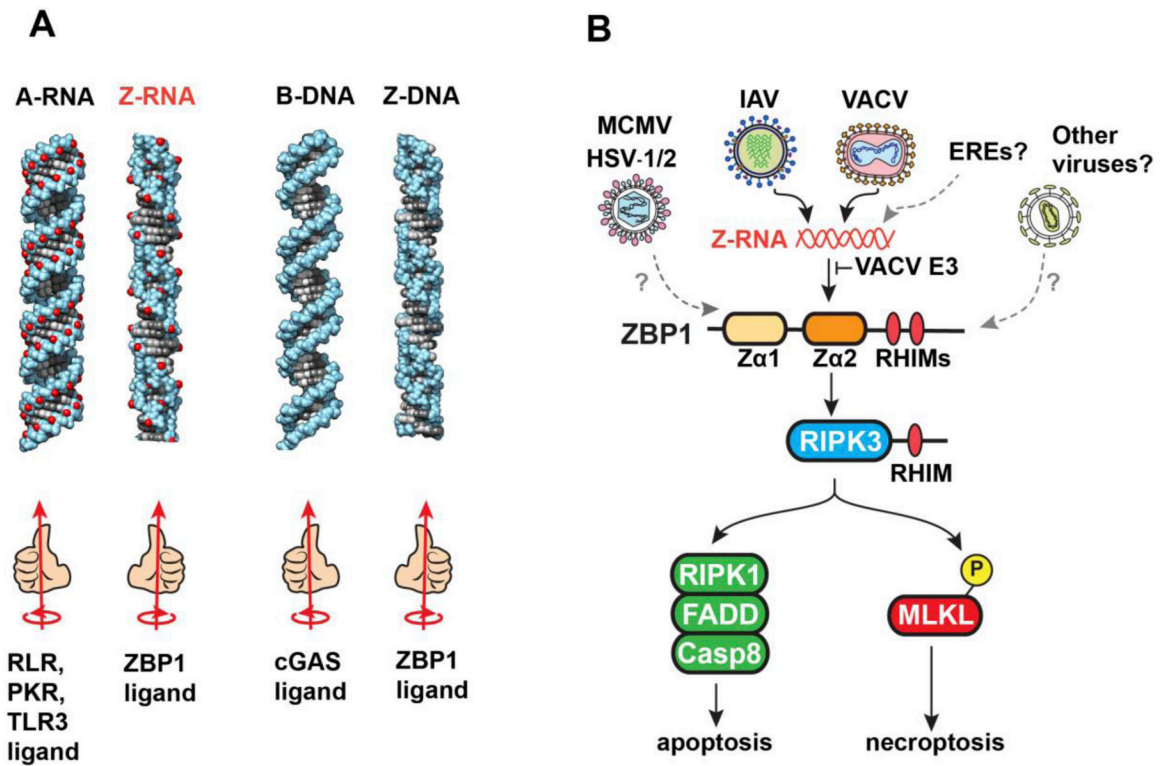 A
A-RNA
Z-RNA
B-DNA
Z-DNA
RLR,
PKR,
TLR3
ligand
ZBP1
ligand
cGAS
ligand
ZBP1
ligand
B
MCMV
HSV-1/2
IAV
VACV
EREs?
Other
viruses?
Z-RNA
VACV E3
?
?
ZBP1
Zα1
Zα2
RHIMs
RIPK3
RHIM
RIPK1
FADD
Casp8
P
MLKL
apoptosis
necroptosis